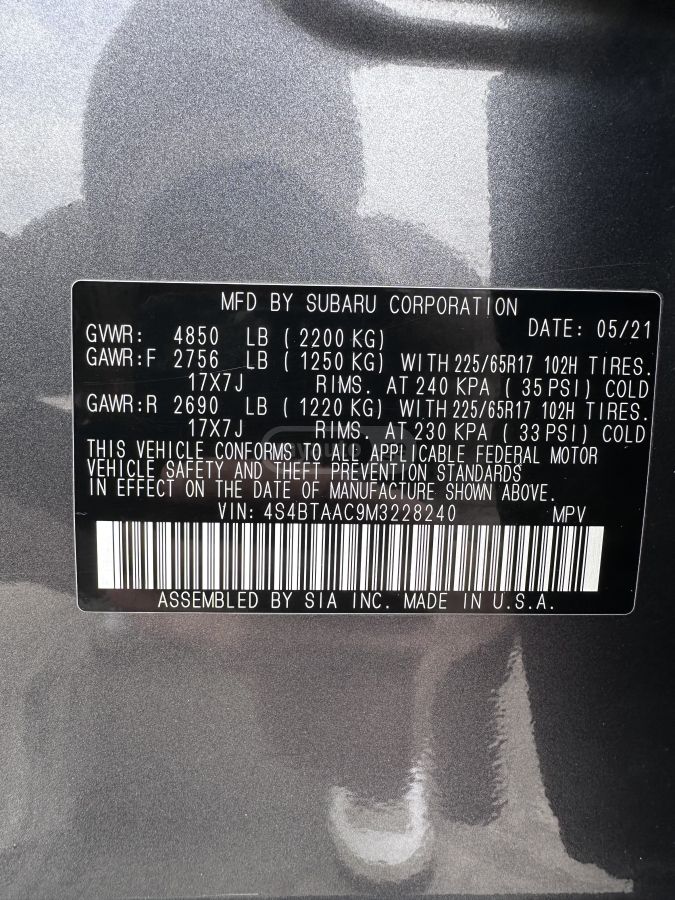 MFD BY SUBARU CORPORATION
GVWR: 4850 LB ( 2200 KG) DATE: 05/21
GAWR:F 2756 LB ( 1250 KG) WITH 225/65R17 102H TIRES.
17X7J RIMS. AT 240 KPA ( 35 PSI) COLD
GAWR:R 2690 LB ( 1220 KG) WITH 225/65R17 102H TIRES.
17X7J RIMS. AT 230 KPA ( 33 PSI) COLD
THIS VEHICLE CONFORMS TO ALL APPLICABLE FEDERAL MOTOR
VEHICLE SAFETY AND THEFT PREVENTION STANDARDS
IN EFFECT ON THE DATE OF MANUFACTURE SHOWN ABOVE.
VIN: 4S4BTAAC9M3228240 MPV
ASSEMBLED BY SIA INC. MADE IN U.S.A.